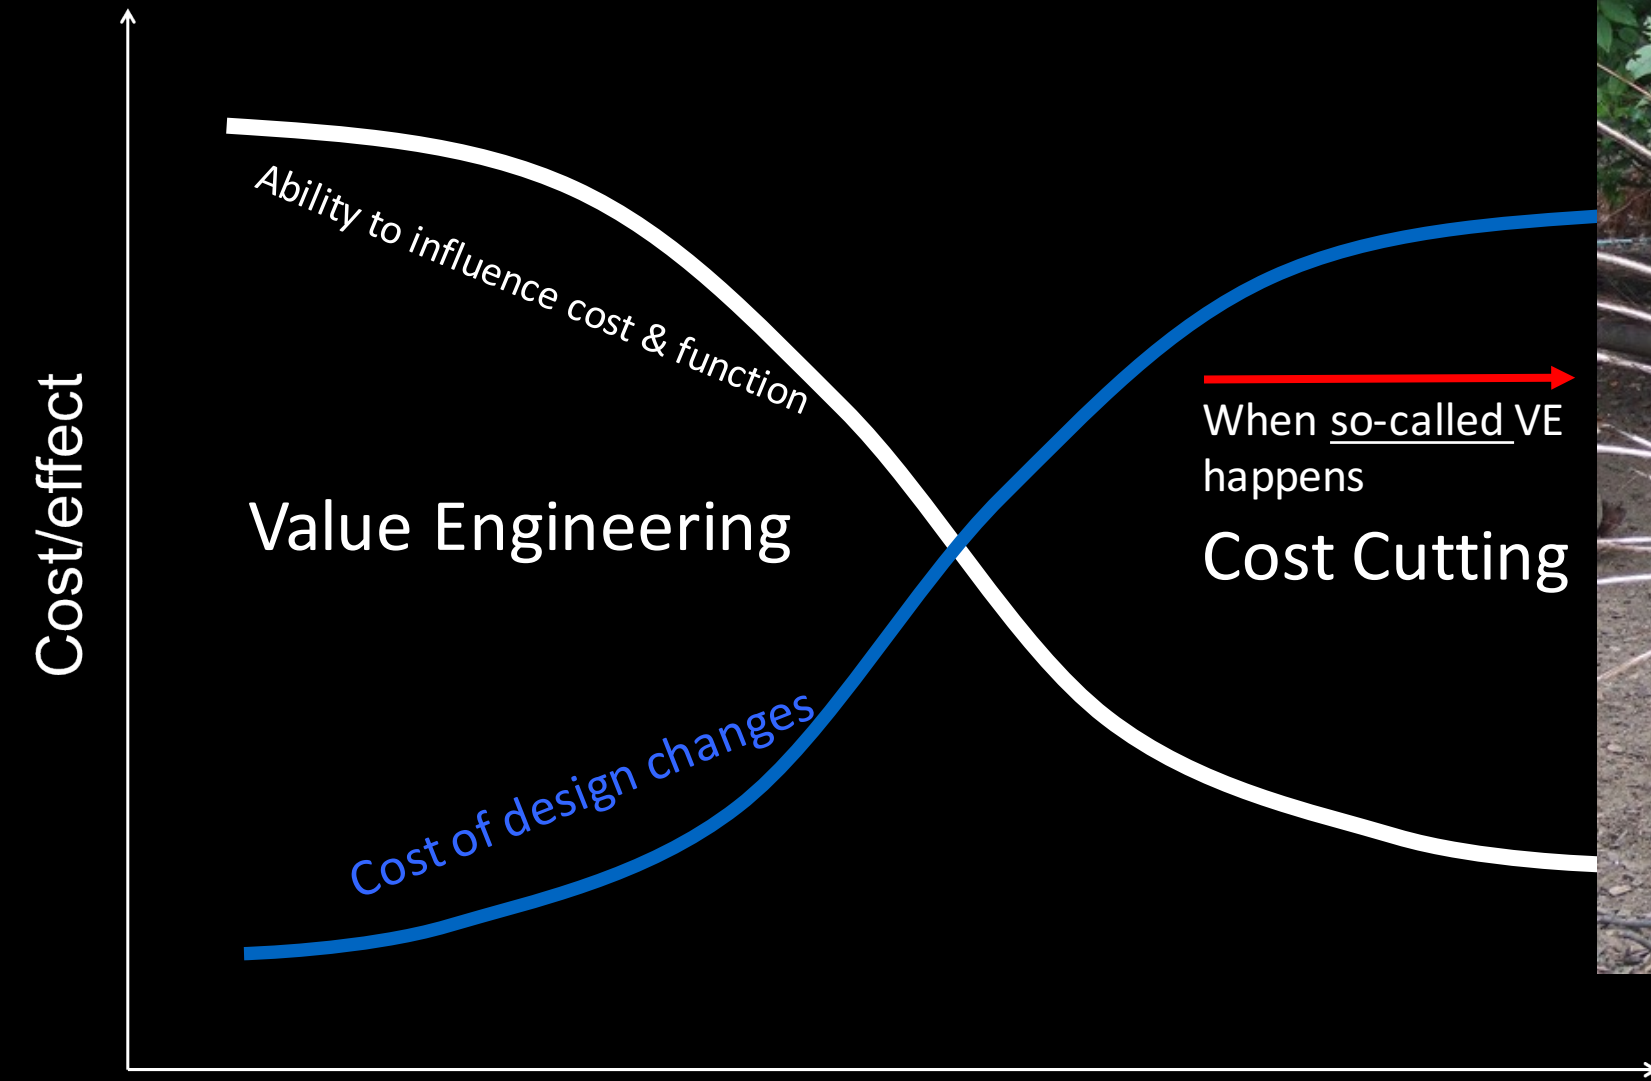 Cost/effect
Ability to influence cost & function
Value Engineering
Cost of design changes
When so-called VE
happens
Cost Cutting